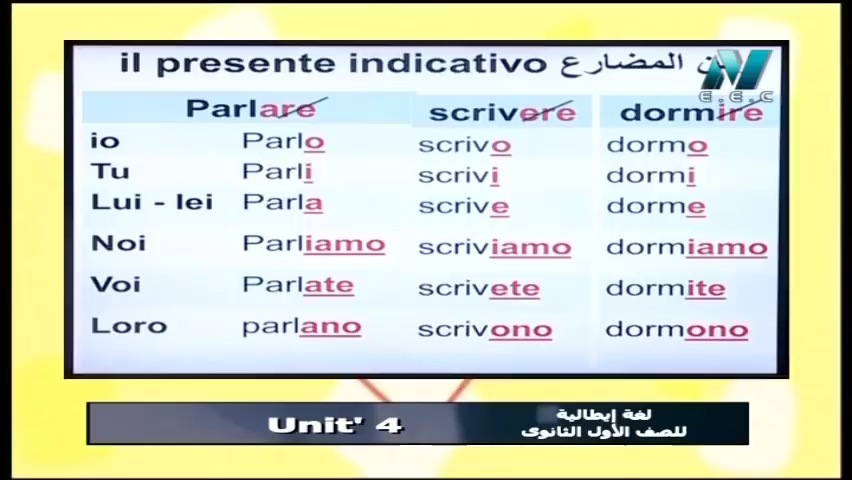 il presente indicativo المضارع
N
E.E.C
Parlare scrivere dormire
io Parlo scrivo dormo
Tu Parli scrivi dormi
Lui - lei Parla scrive dorme
Noi Parliamo scriviamo dormiamo
Voi Parlate scrivete dormite
Loro parlano scrivono dormono
Unit' 4
لغة إيطالية
للصف الأول الثانوى